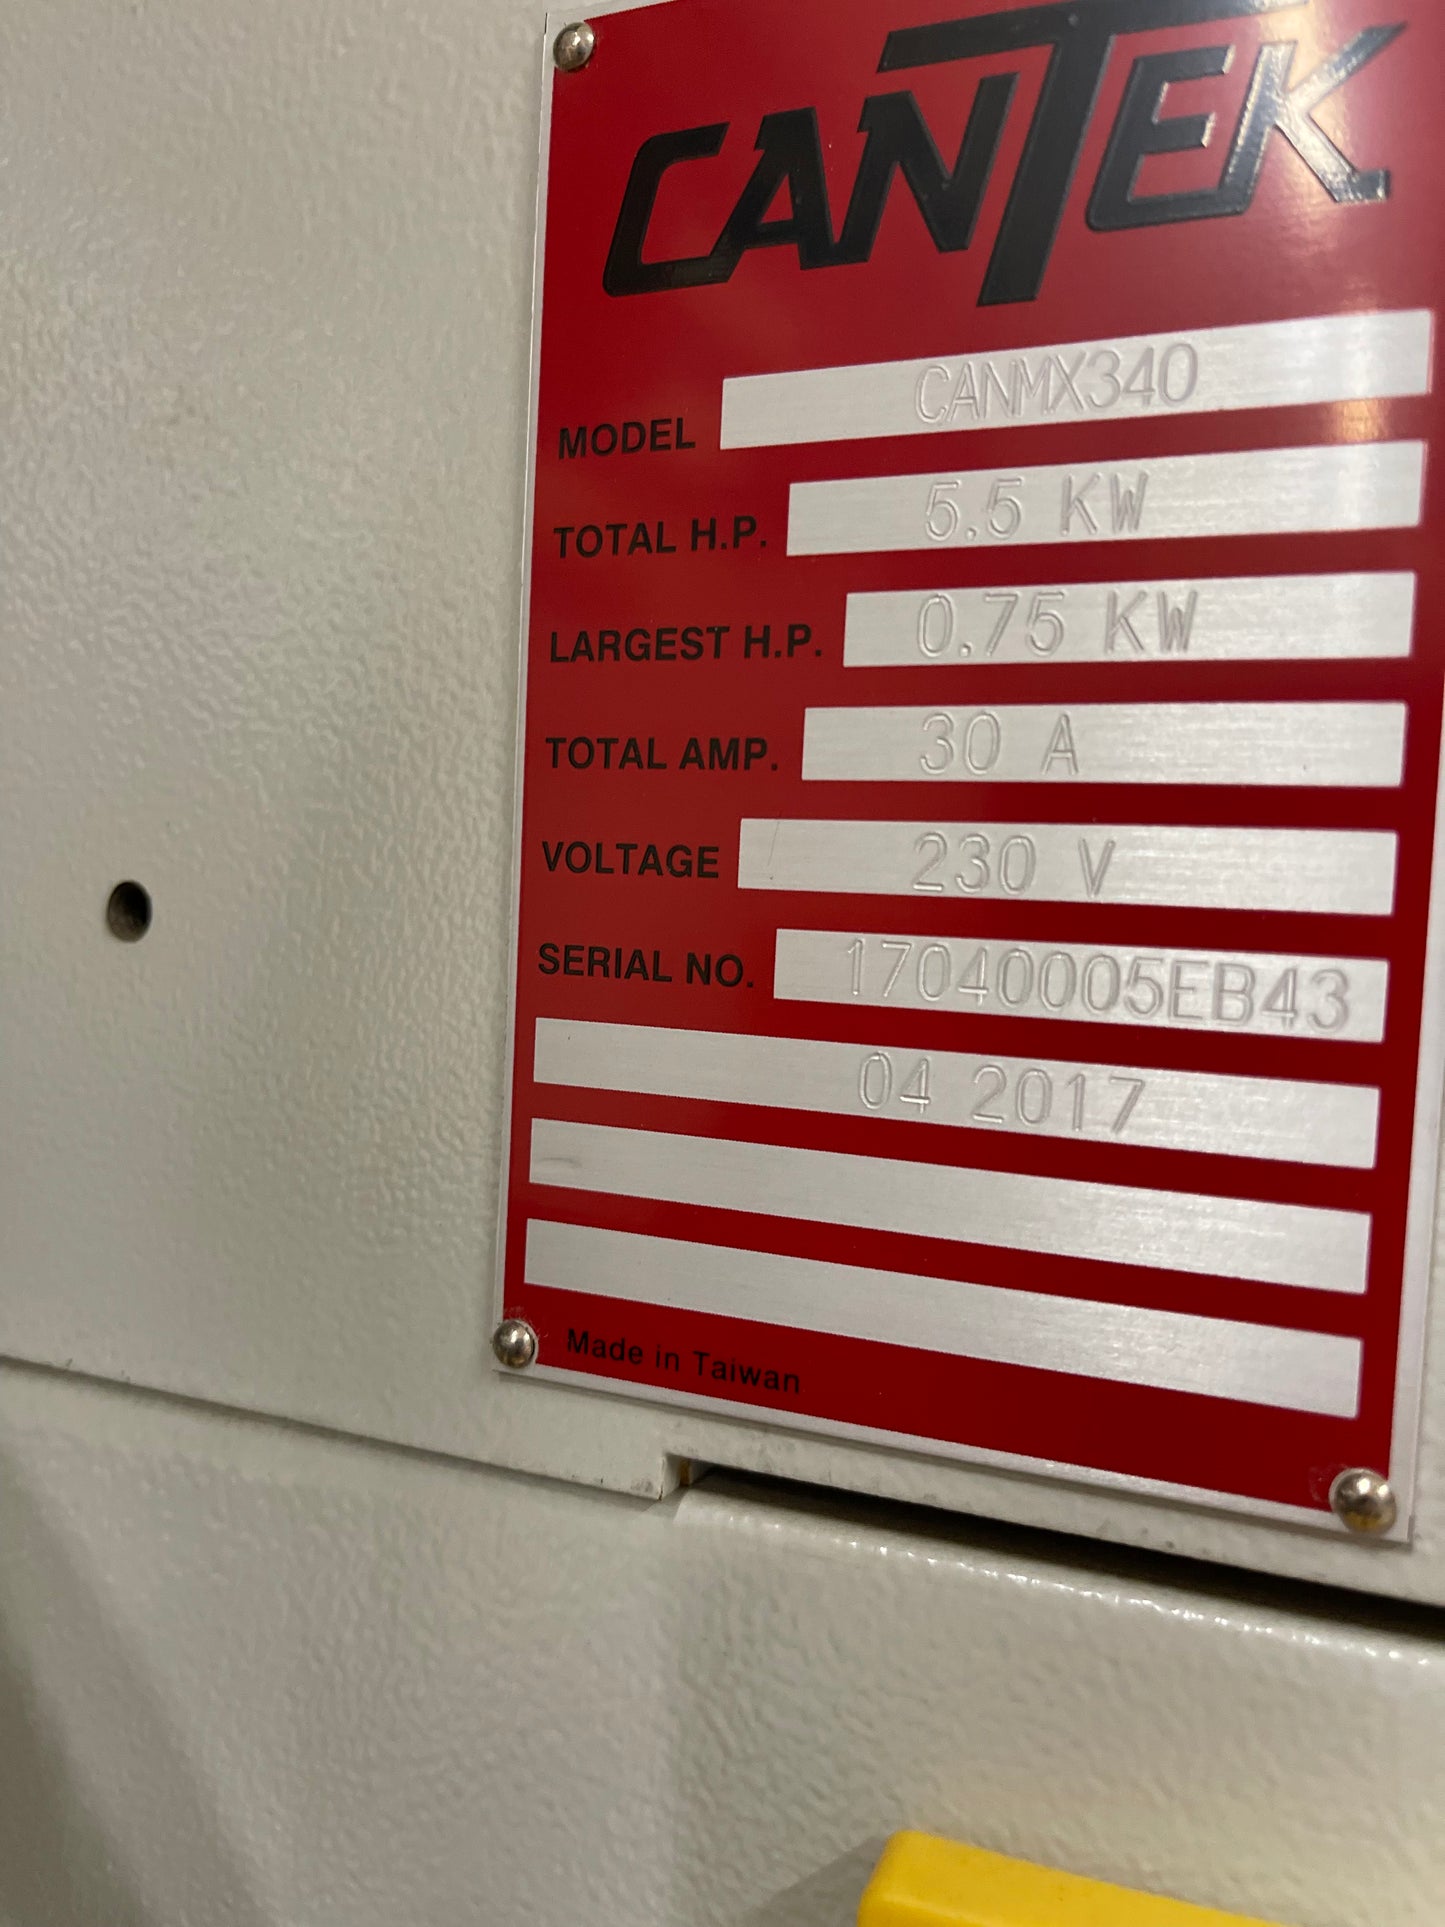 CANTEK
MODEL CANMX340
TOTAL H.P. 5.5 KW
LARGEST H.P. 0.75 KW
TOTAL AMP. 30 A
VOLTAGE 230 V
SERIAL NO. 17040005EB43
04 2017
Made in Taiwan